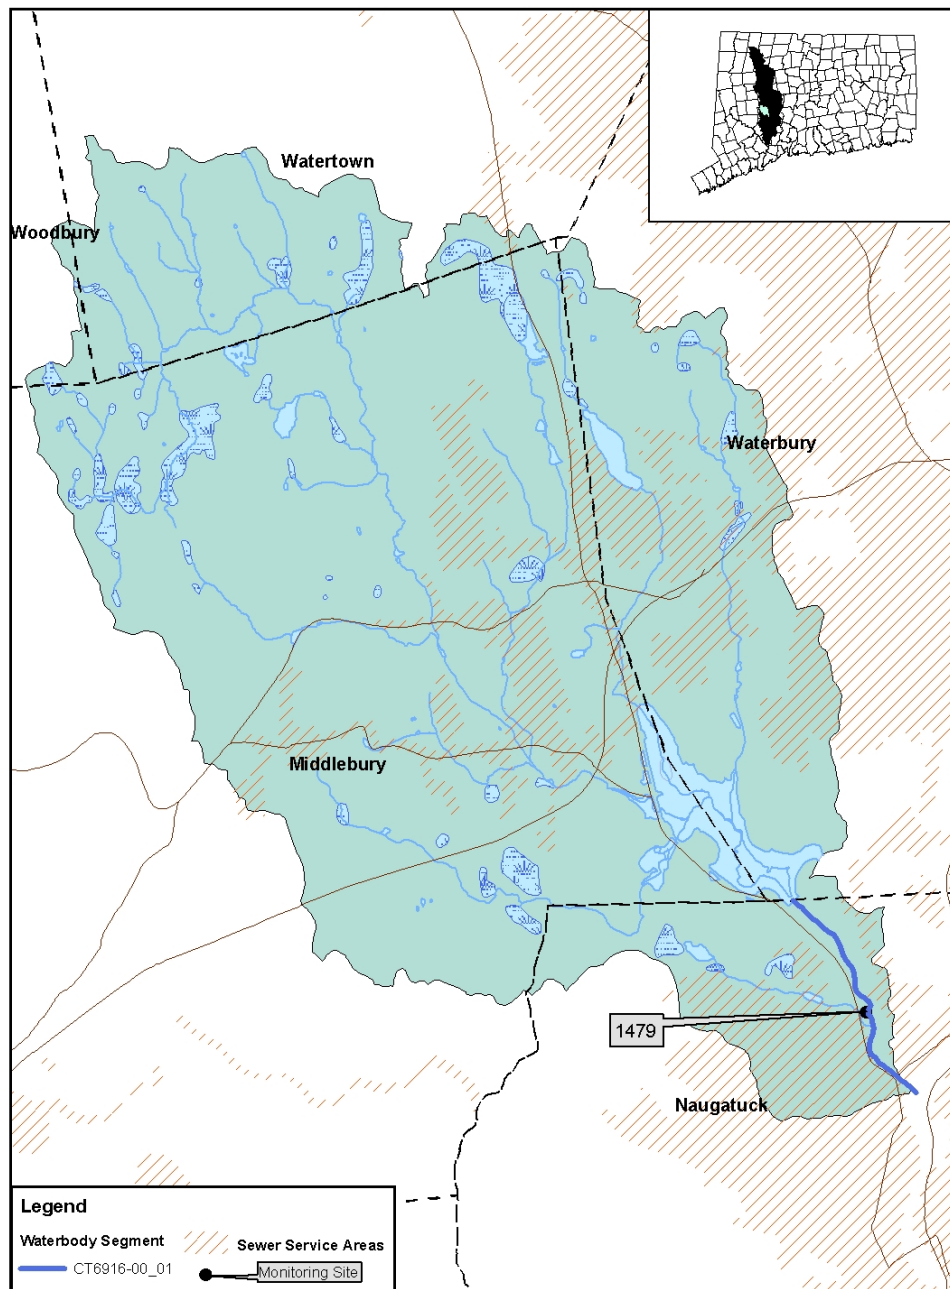 Watertown
Woodbury
Waterbury
Middlebury
1479
Naugatuck
Legend
Waterbody Segment
Sewer Service Areas
CT6916-00_01
Monitoring Site